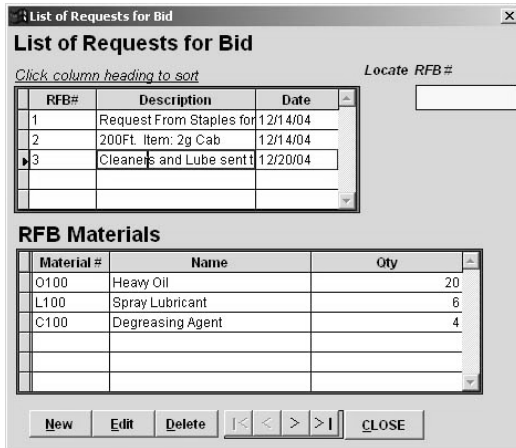 List of Requests for Bid
List of Requests for Bid
Click column heading to sort
Locate RFB#
RFB# Description Date
1 Request From Staples for 12/14/04
2 200Ft. Item: 2g Cab 12/14/04
3 Cleaners and Lube sent t 12/20/04
RFB Materials
Material # Name Qty
O100 Heavy Oil 20
L100 Spray Lubricant 6
C100 Degreasing Agent 4
New Edit Delete |< < > >| CLOSE